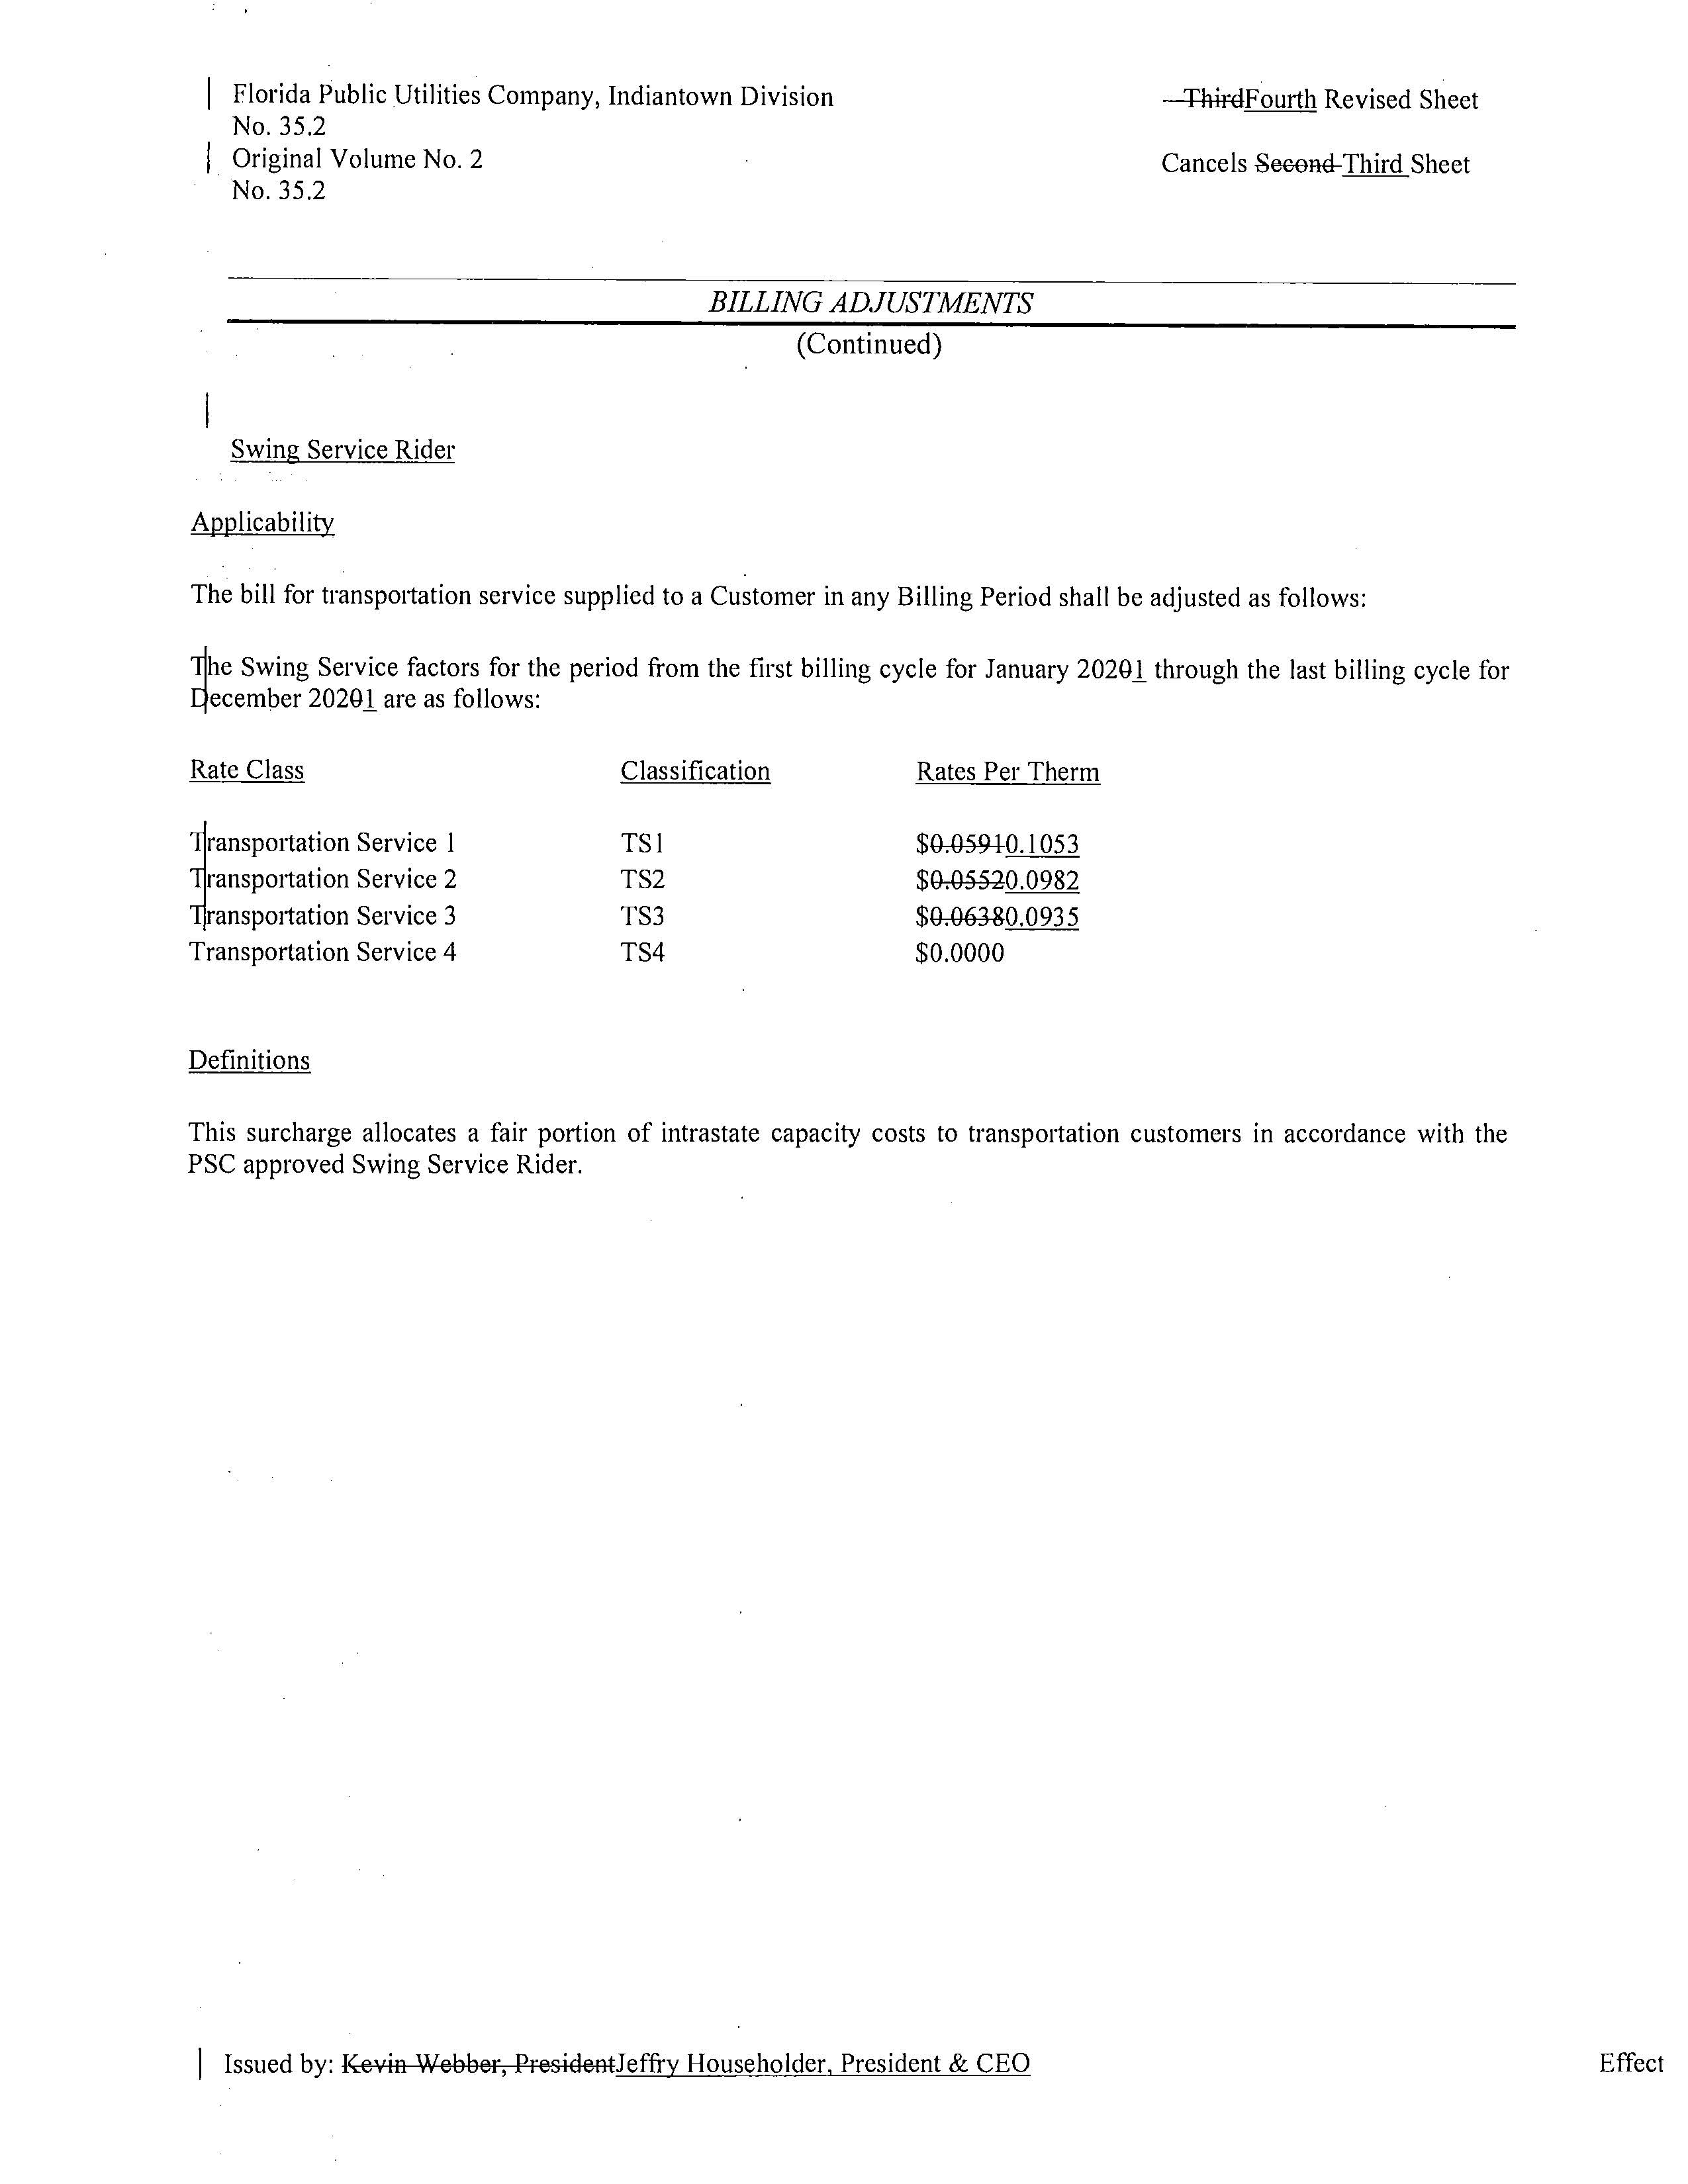 Florida Public Utilities Company, Indiantown Division ThirdFourth Revised Sheet
No. 35.2
Original Volume No. 2 Cancels Second Third Sheet
No. 35.2
BILLING ADJUSTMENTS
(Continued)
Swing Service Rider
Applicability
The bill for transportation service supplied to a Customer in any Billing Period shall be adjusted as follows:
The Swing Service factors for the period from the first billing cycle for January 20201 through the last billing cycle for
December 20201 are as follows:
Rate Class Classification Rates Per Therm
Transportation Service 1 TS1 $0.05910.1053
Transportation Service 2 TS2 $0.05520.0982
Transportation Service 3 TS3 $0.06380.0935
Transportation Service 4 TS4 $0.0000
Definitions
This surcharge allocates a fair portion of intrastate capacity costs to transportation customers in accordance with the
PSC approved Swing Service Rider.
Issued by: Kevin Webber, PresidentJeffry Householder, President & CEO Effect